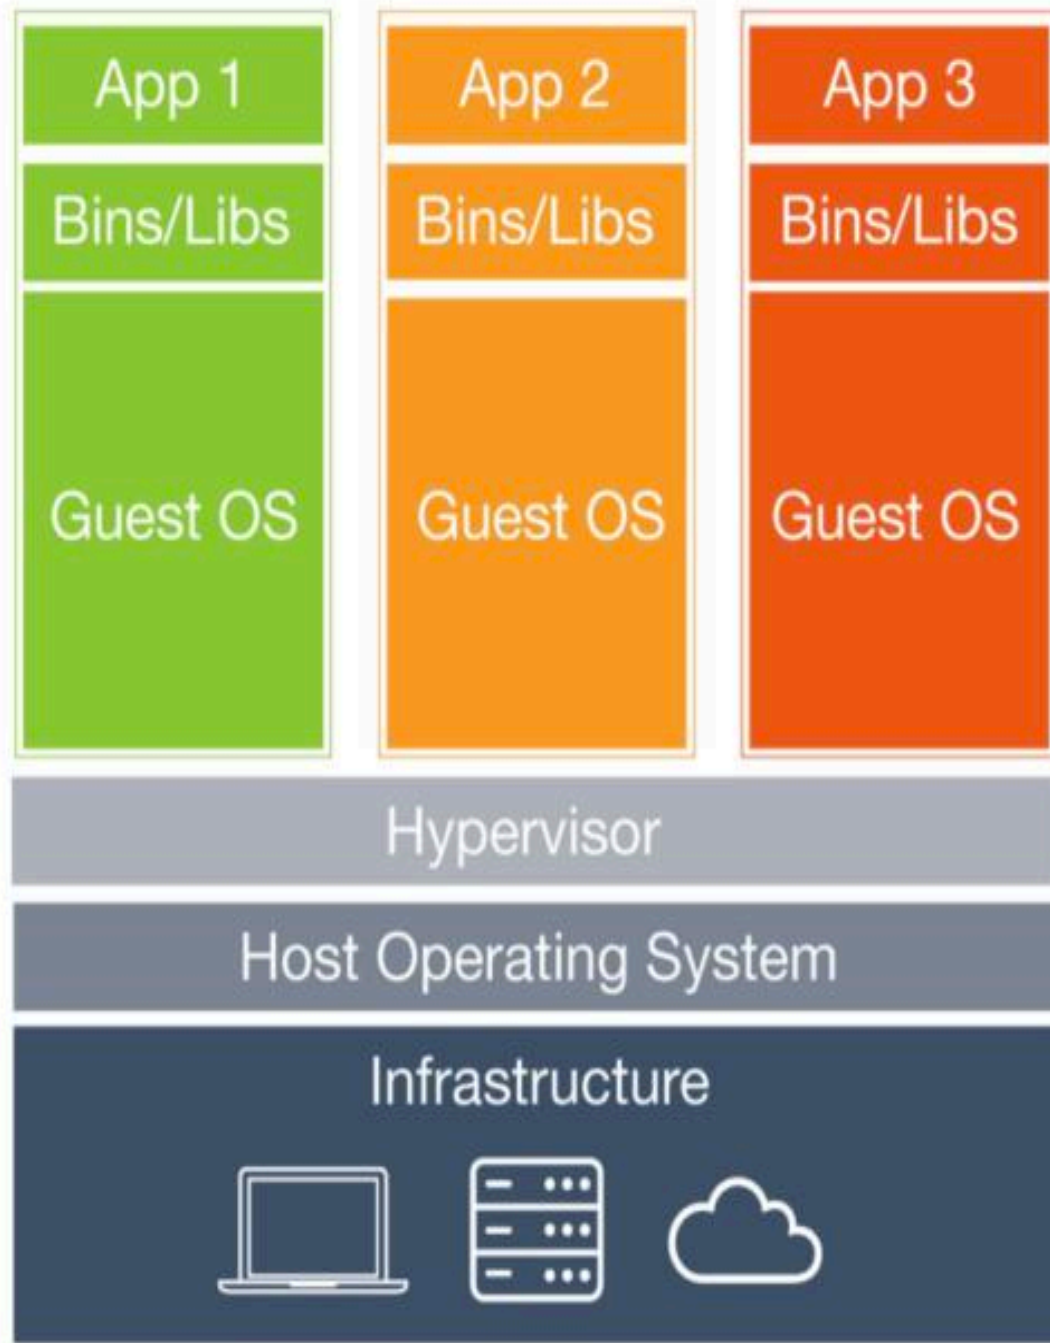 App 1
App 2
App 3
Bins/Libs
Bins/Libs
Bins/Libs
Guest OS
Guest OS
Guest OS
Hypervisor
Host Operating System
Infrastructure